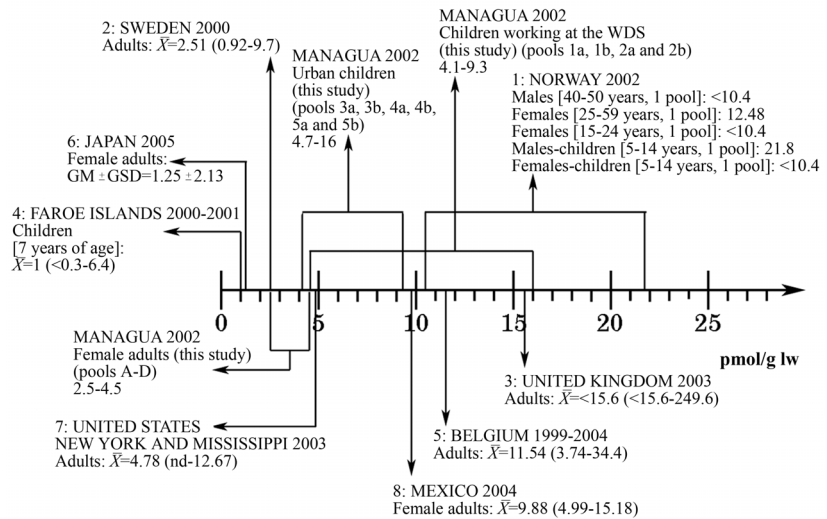 2: SWEDEN 2000
Adults: X̅=2.51 (0.92-9.7)
MANAGUA 2002
Urban children
(this study)
(pools 3a, 3b, 4a, 4b,
5a and 5b)
4.7-16
MANAGUA 2002
Children working at the WDS
(this study) (pools 1a, 1b, 2a and 2b)
4.1-9.3
1: NORWAY 2002
Males [40-50 years, 1 pool]: <10.4
Females [25-59 years, 1 pool]: 12.48
Females [15-24 years, 1 pool]: <10.4
Males-children [5-14 years, 1 pool]: 21.8
Females-children [5-14 years, 1 pool]: <10.4
6: JAPAN 2005
Female adults:
GM ± GSD=1.25 ± 2.13
4: FAROE ISLANDS 2000-2001
Children
[7 years of age]:
X̅=1 (<0.3-6.4)
0 5 10 15 20 25
pmol/g lw
MANAGUA 2002
Female adults (this study)
(pools A-D)
2.5-4.5
3: UNITED KINGDOM 2003
Adults: X̅=<15.6 (<15.6-249.6)
7: UNITED STATES
NEW YORK AND MISSISSIPPI 2003
Adults: X̅=4.78 (nd-12.67)
5: BELGIUM 1999-2004
Adults: X̅=11.54 (3.74-34.4)
8: MEXICO 2004
Female adults: X̅=9.88 (4.99-15.18)